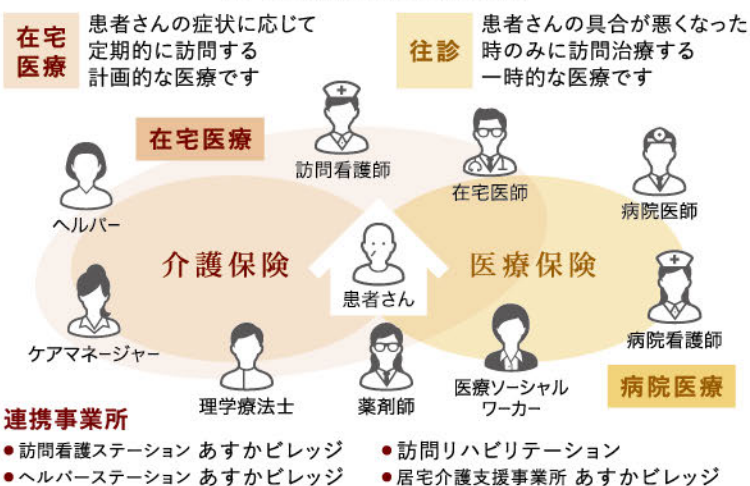 在宅
医療
患者さんの症状に応じて
定期的に訪問する
計画的な医療です
往診
患者さんの具合が悪くなった
時のみに訪問治療する
一時的な医療です
在宅医療
訪問看護師
在宅医師
病院医師
ヘルパー
介護保険
医療保険
患者さん
ケアマネージャー
病院看護師
理学療法士
薬剤師
医療ソーシャル
ワーカー
病院医療
連携事業所
●訪問看護ステーション あすかビレッジ
●訪問リハビリテーション
●ヘルパーステーション あすかビレッジ
●居宅介護支援事業所 あすかビレッジ